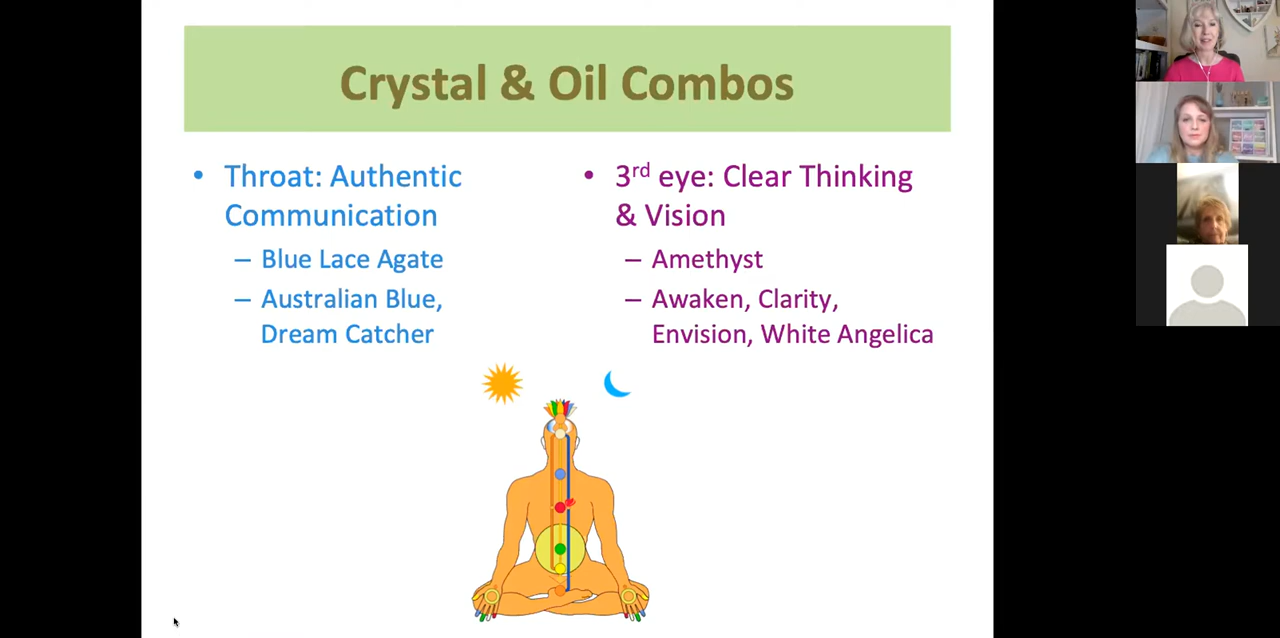 Crystal & Oil Combos
• Throat: Authentic
Communication
– Blue Lace Agate
– Australian Blue,
Dream Catcher
• 3rd eye: Clear Thinking
& Vision
– Amethyst
– Awaken, Clarity,
Envision, White Angelica